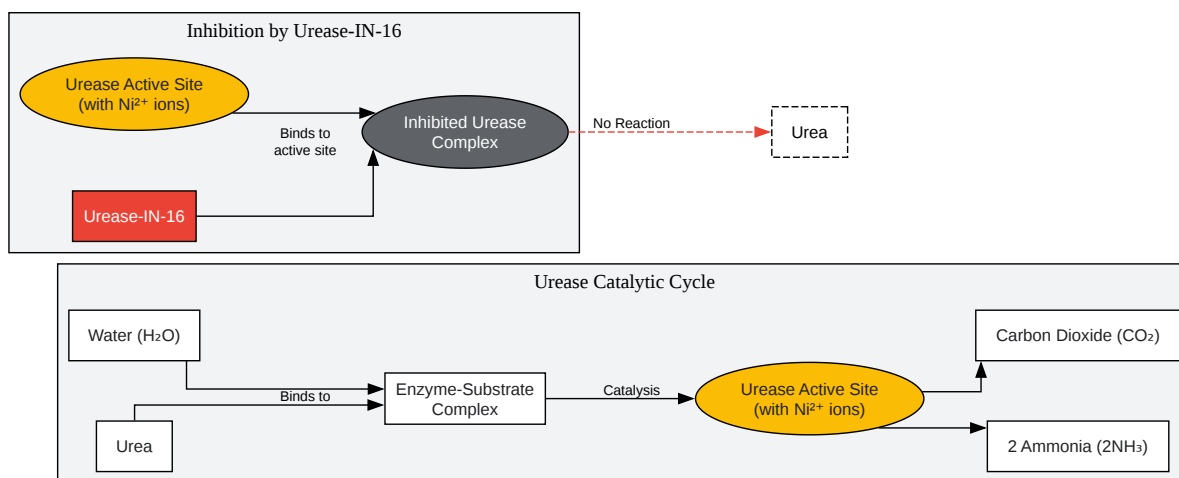 Inhibition by Urease-IN-16
Urease Active Site
(with Ni²⁺ ions)
Binds to
active site
Inhibited Urease
Complex
No Reaction
Urea
Urease-IN-16
Urease Catalytic Cycle
Water (H₂O)
Urea
Binds to
Enzyme-Substrate
Complex
Catalysis
Urease Active Site
(with Ni²⁺ ions)
Carbon Dioxide (CO₂)
2 Ammonia (2NH₃)